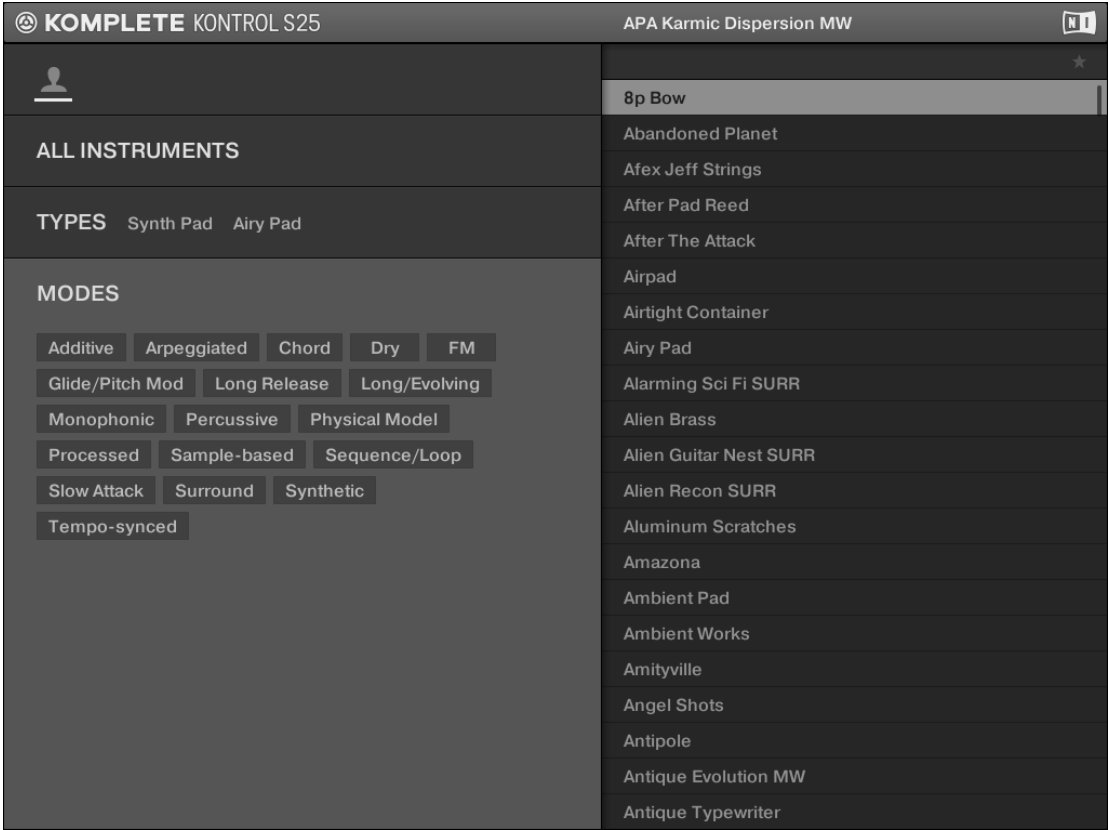 KOMPLETE KONTROL S25
APA Karmic Dispersion MW
NI
ALL INSTRUMENTS
TYPES Synth Pad Airy Pad
MODES
Additive Arpeggiated Chord Dry FM
Glide/Pitch Mod Long Release Long/Evolving
Monophonic Percussive Physical Model
Processed Sample-based Sequence/Loop
Slow Attack Surround Synthetic
Tempo-synced
8p Bow
Abandoned Planet
Afex Jeff Strings
After Pad Reed
After The Attack
Airpad
Airtight Container
Airy Pad
Alarming Sci Fi SURR
Alien Brass
Alien Guitar Nest SURR
Alien Recon SURR
Aluminum Scratches
Amazona
Ambient Pad
Ambient Works
Amityville
Angel Shots
Antipole
Antique Evolution MW
Antique Typewriter